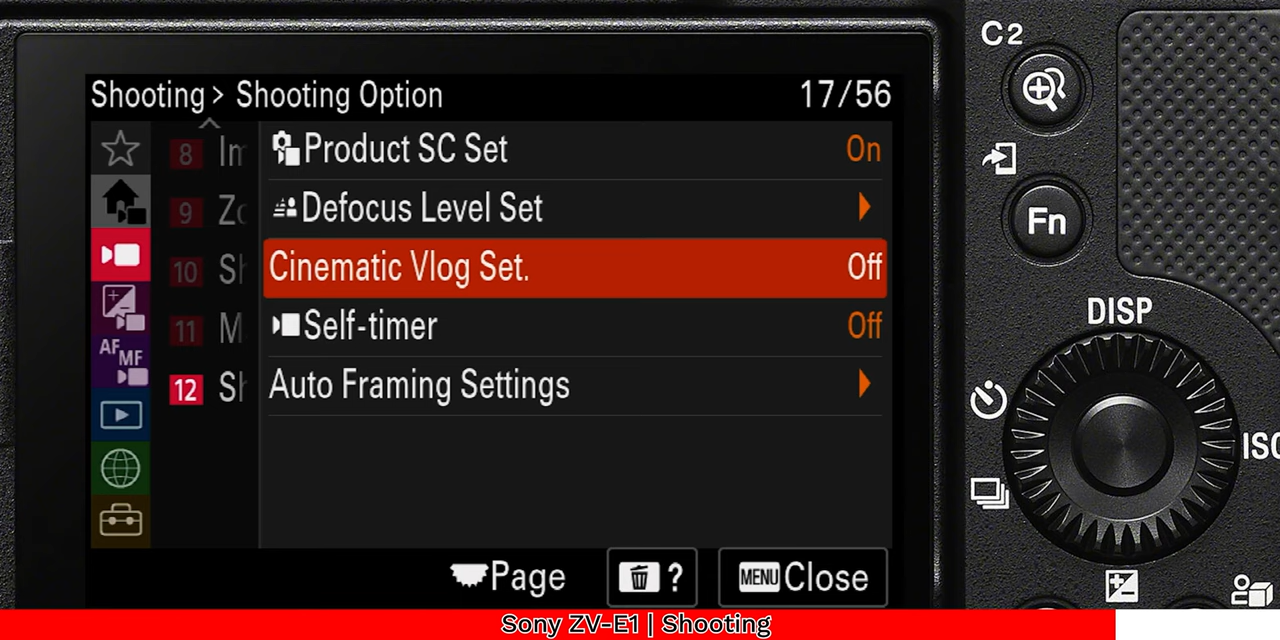 C2
Shooting> Shooting Option 17/56
8 Product SC Set On
9 Defocus Level Set
Fn
10 Cinematic Vlog Set. Off
11 M Self-timer Off
12 Auto Framing Settings
AF MF
DISP
ISO
Page ? MENU Close
Sony ZV-E1 | Shooting